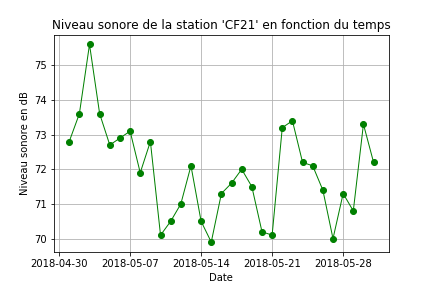 Niveau sonore de la station 'CF21' en fonction du temps
75
74
73
72
71
70
Niveau sonore en dB
2018-04-30 2018-05-07 2018-05-14 2018-05-21 2018-05-28
Date